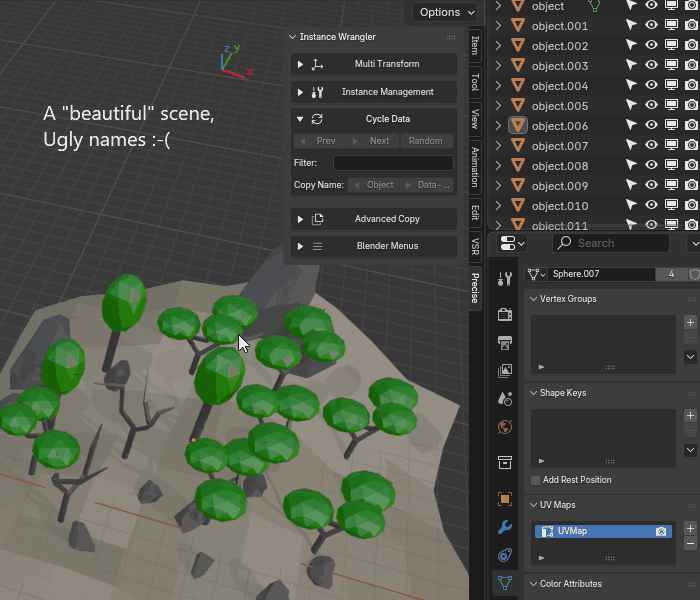 Options
Instance Wrangler
Multi Transform
Instance Management
Cycle Data
Prev Next Random
Filter:
Copy Name: Object Data-...
Advanced Copy
Blender Menus
Item
Tool
View
Animation
Edit
VSR
Precise
z y x
A "beautiful" scene,
Ugly names :-(
object
object.001
object.002
object.003
object.004
object.005
object.006
object.007
object.008
object.009
object.010
object.011
Search
Sphere.007 4
Vertex Groups
Shape Keys
Add Rest Position
UV Maps
UVMap
Color Attributes